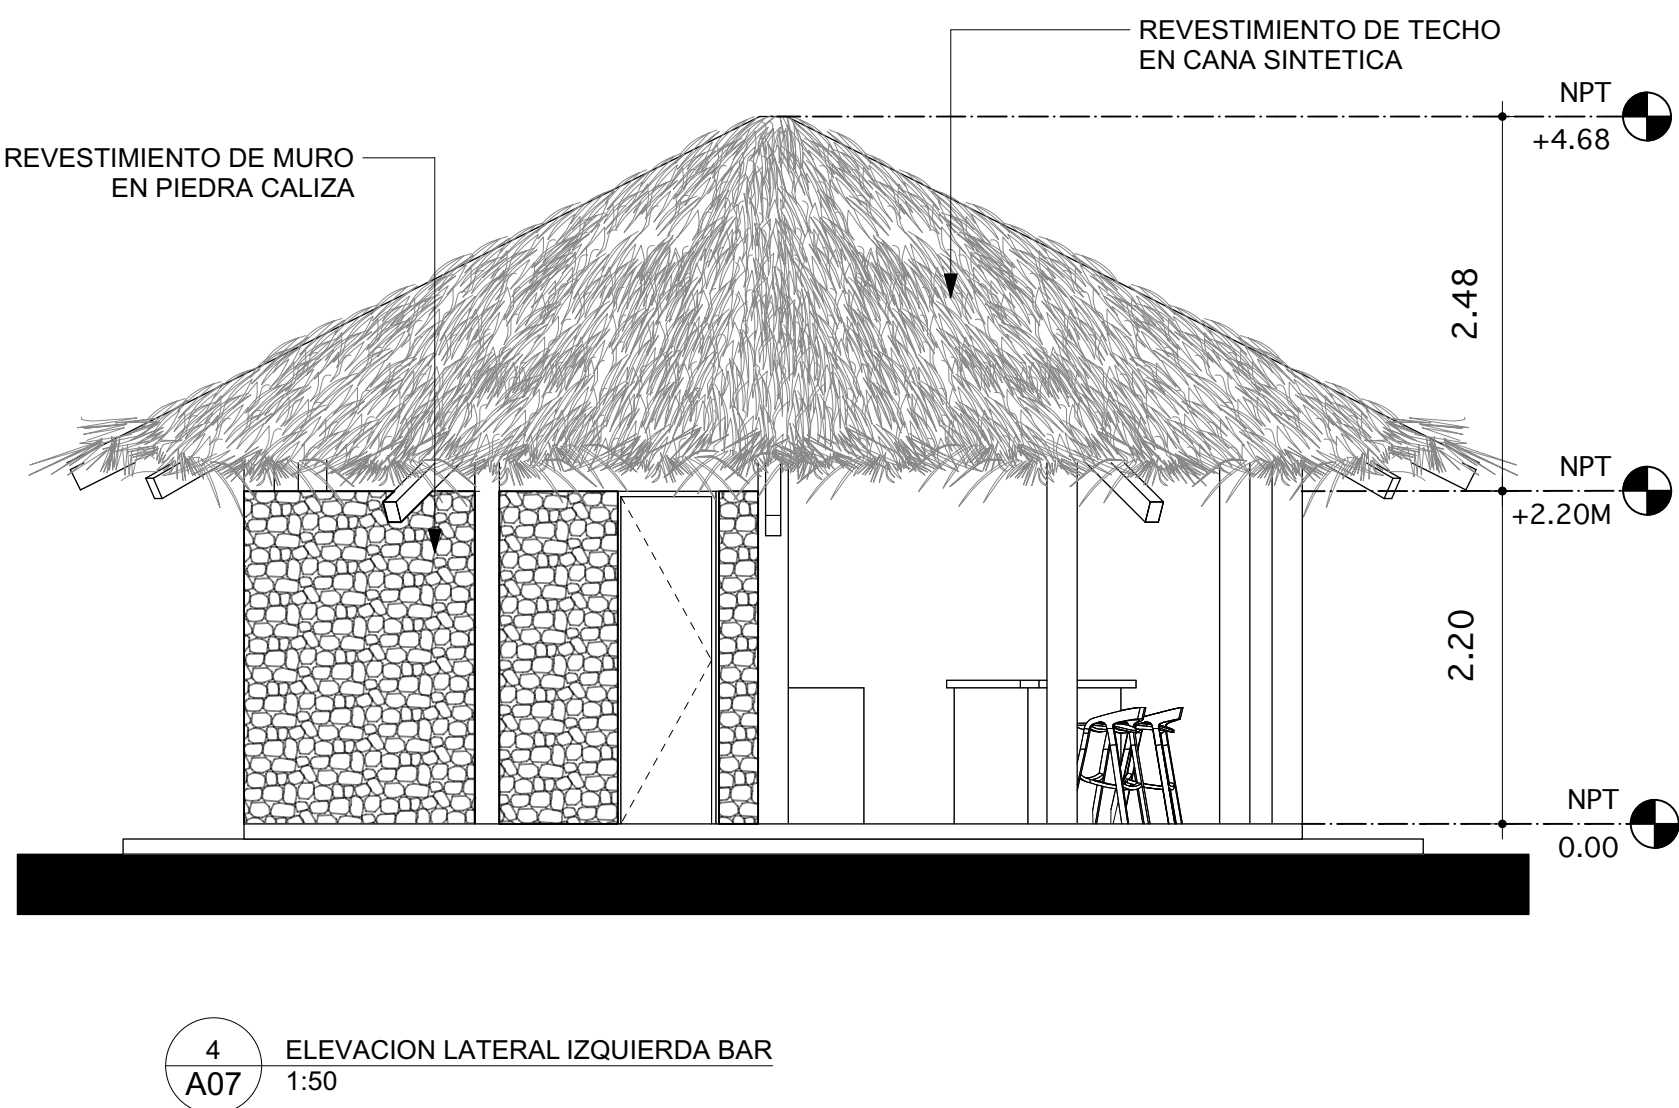 REVESTIMIENTO DE TECHO
EN CANA SINTETICA
NPT
+4.68
REVESTIMIENTO DE MURO
EN PIEDRA CALIZA
2.48
NPT
+2.20M
2.20
NPT
0.00
4
A07
ELEVACION LATERAL IZQUIERDA BAR
1:50